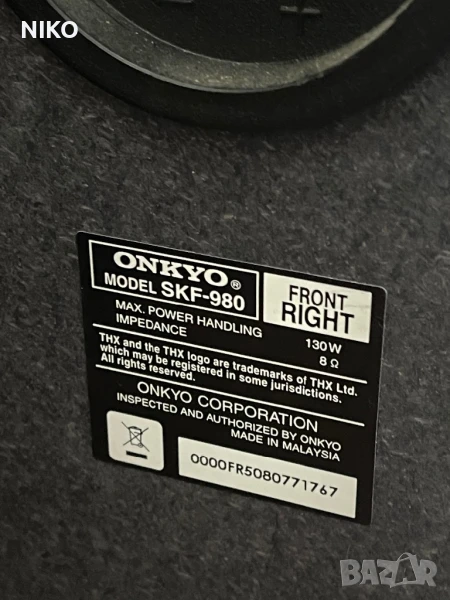 NIKO
- +
ONKYO®
MODEL SKF-980
FRONT
RIGHT
MAX. POWER HANDLING 130W
IMPEDANCE 8 Ω
THX and the THX logo are trademarks of THX Ltd.
which may be registered in some jurisdictions.
All rights reserved.
ONKYO CORPORATION
INSPECTED AND AUTHORIZED BY ONKYO
MADE IN MALAYSIA
0000FR5080771767
BAZAR